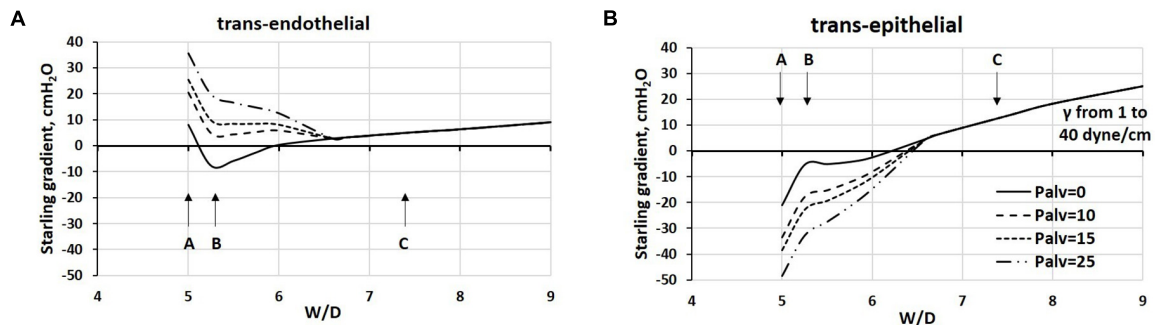 A
trans-endothelial
Starling gradient, cmH₂O
40
30
20
10
0
-10
-20
-30
-40
-50
A
B
C
4
5
6
7
8
9
W/D
B
trans-epithelial
Starling gradient, cmH₂O
40
30
20
10
0
-10
-20
-30
-40
-50
A
B
C
γ from 1 to
40 dyne/cm
Palv=0
Palv=10
Palv=15
Palv=25
4
5
6
7
8
9
W/D